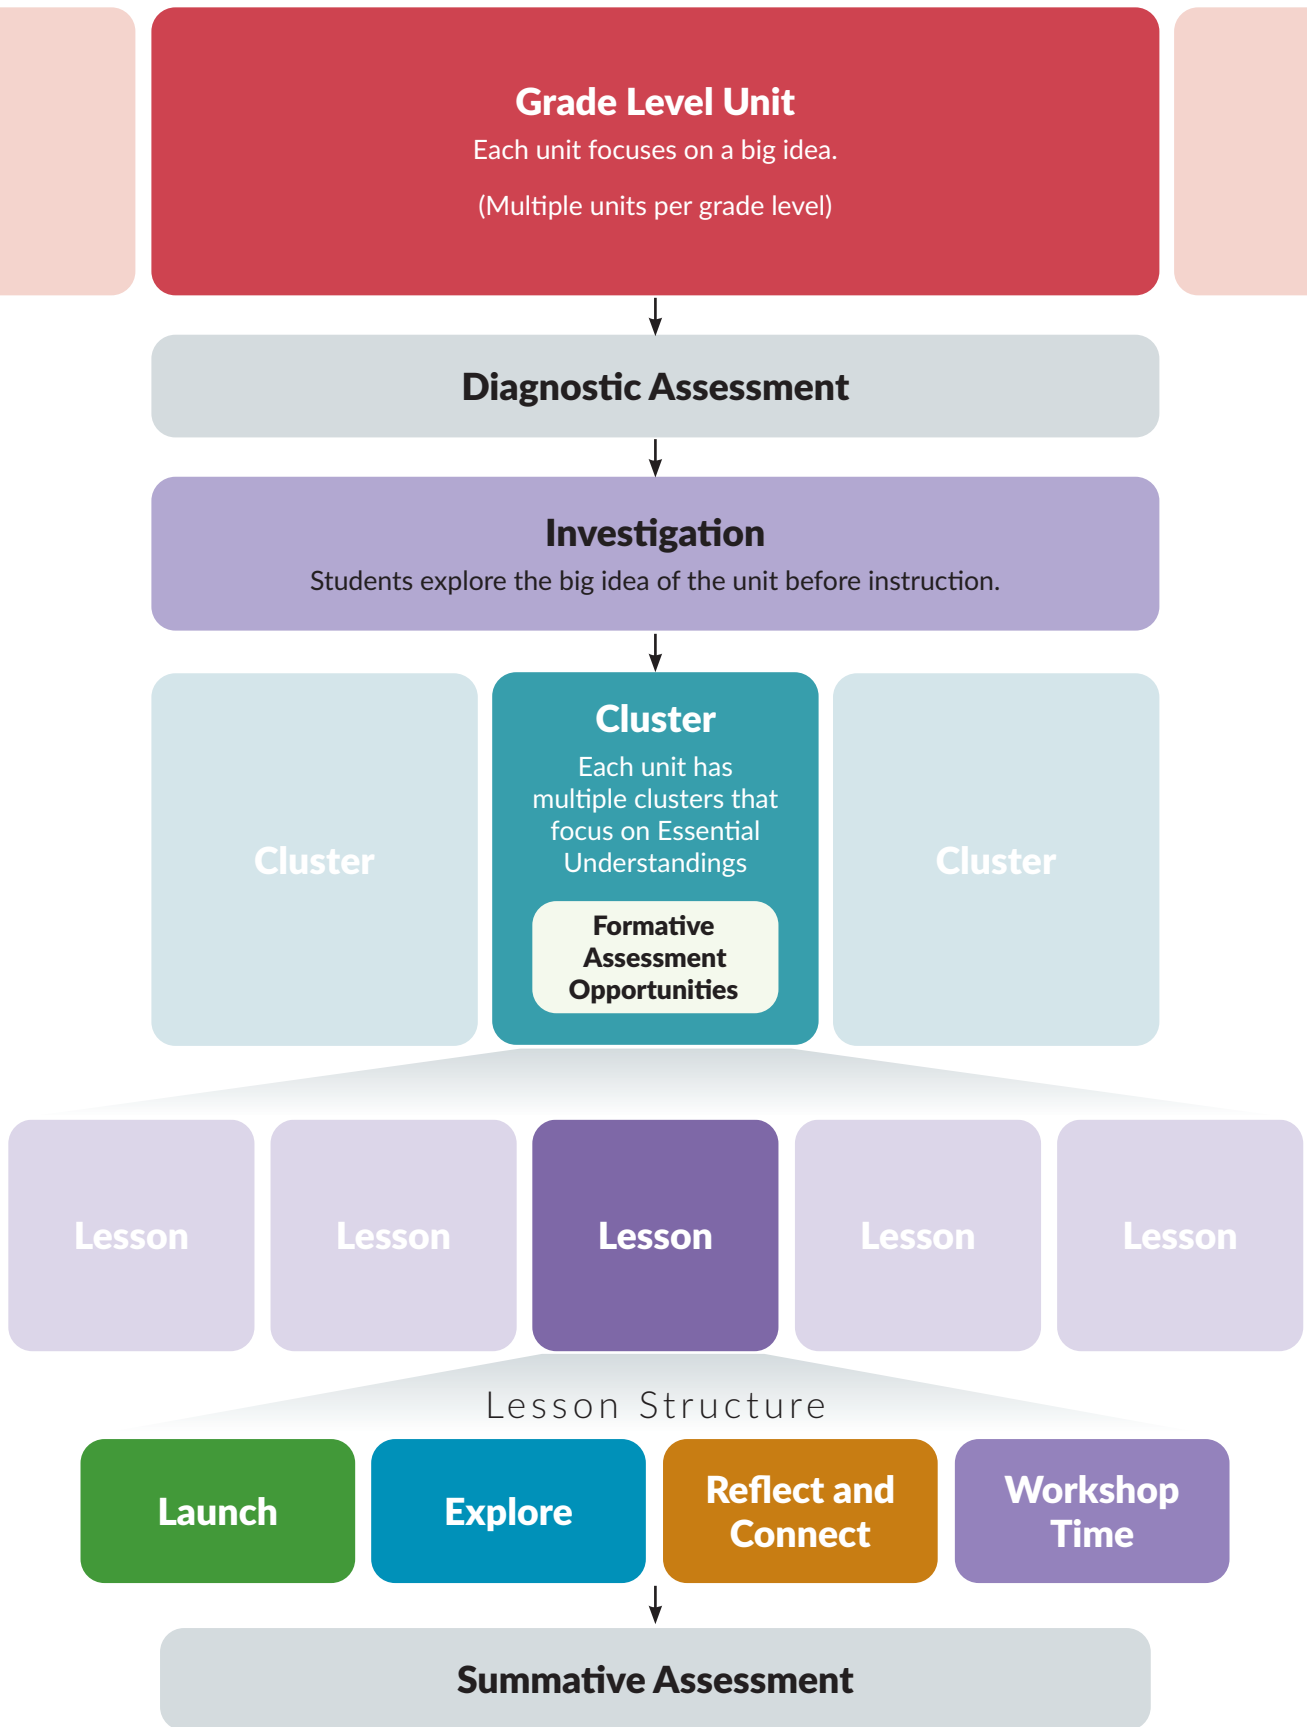 Grade Level Unit
Each unit focuses on a big idea.
(Multiple units per grade level)
Diagnostic Assessment
Investigation
Students explore the big idea of the unit before instruction.
Cluster
Cluster
Each unit has
multiple clusters that
focus on Essential
Understandings
Formative
Assessment
Opportunities
Cluster
Lesson
Lesson
Lesson
Lesson
Lesson
Lesson Structure
Launch
Explore
Reflect and
Connect
Workshop
Time
Summative Assessment